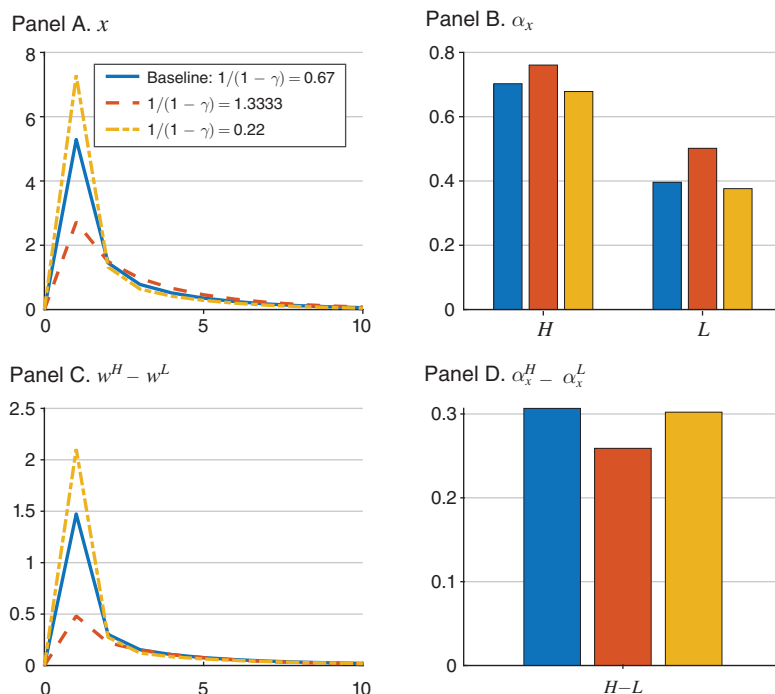 Panel A. x
8
6
4
2
0
0 5 10
Baseline: 1/(1 − γ) = 0.67
1/(1 − γ) = 1.3333
1/(1 − γ) = 0.22
Panel B. αₓ
0.8
0.6
0.4
0.2
0
H L
Panel C. wᴴ − wᴸ
2.5
2
1.5
1
0.5
0
0 5 10
Panel D. αₓᴴ − αₓᴸ
0.3
0.2
0.1
0
H−L